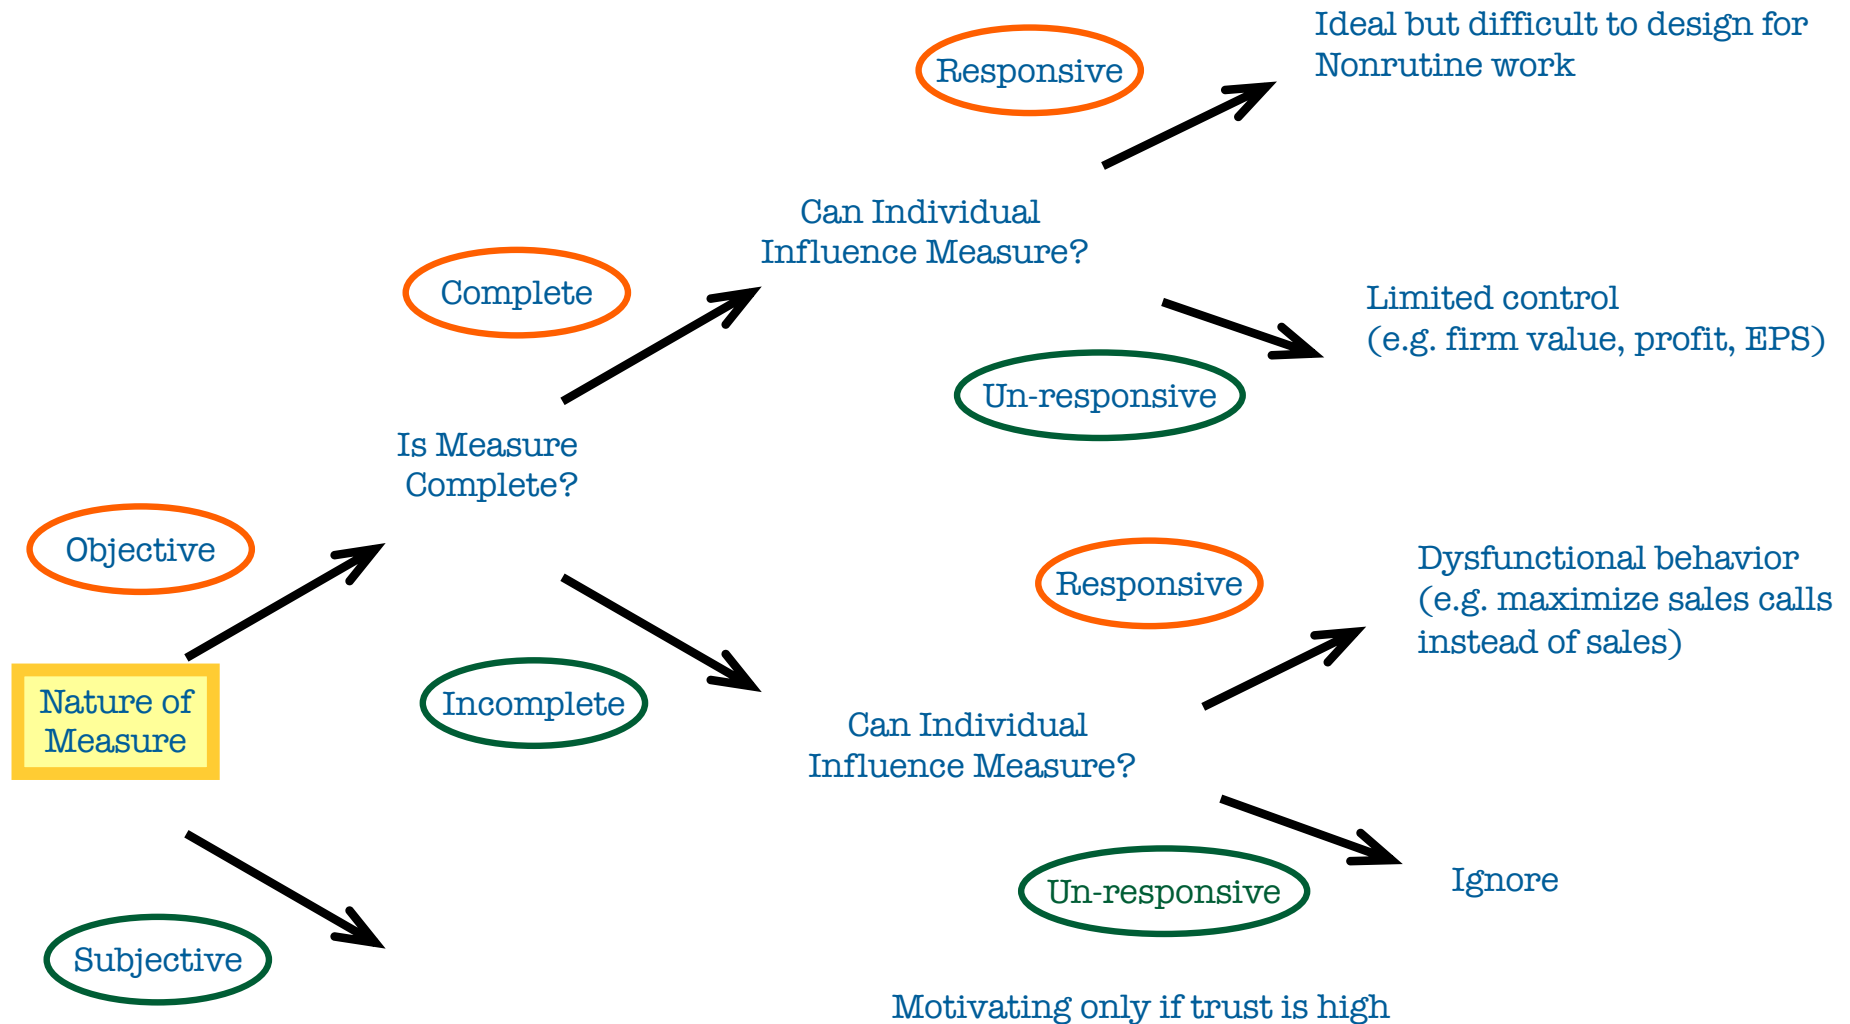 Ideal but difficult to design for
Nonrutine work
Responsive
Can Individual
Influence Measure?
Complete
Limited control
(e.g. firm value, profit, EPS)
Un-responsive
Is Measure
Complete?
Objective
Responsive
Dysfunctional behavior
(e.g. maximize sales calls
instead of sales)
Nature of
Measure
Incomplete
Can Individual
Influence Measure?
Un-responsive
Ignore
Subjective
Motivating only if trust is high